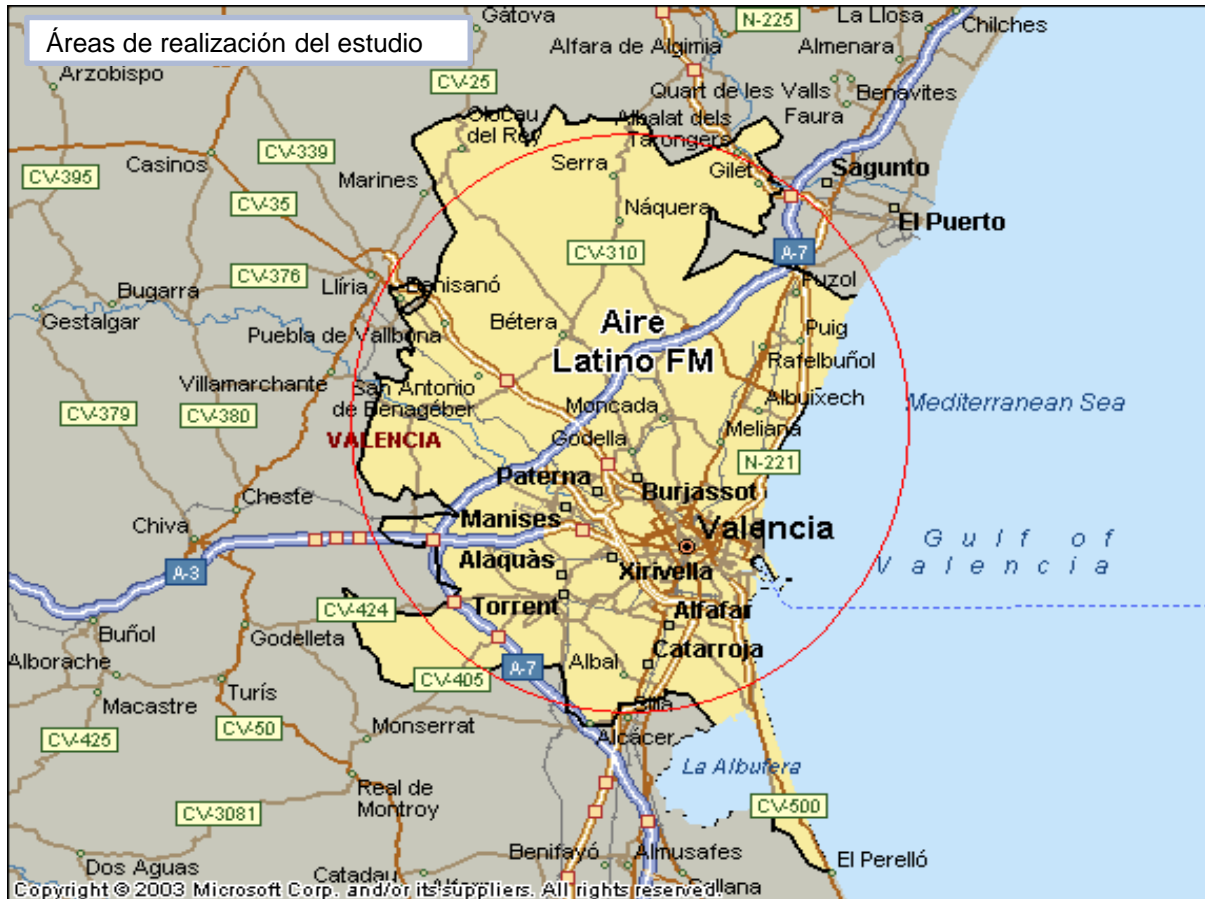 Áreas de realización del estudio
Gátova
N-225
La Llosa
Chilches
Alfara de Algimia
Almenara
Arzobispo
CV-25
Quart de les Valls
Benavites
Faura
Olocau
del Rey
Albalat dels
Tarongers
Casinos
CV-339
Serra
Gilet
Sagunto
CV-395
Marines
CV-35
Náquera
El Puerto
CV-310
A-7
CV-376
Llíria
Benisanó
Puzol
Bugarra
Gestalgar
Bétera
Aire
Latino FM
Puig
Puebla de Vallbona
Rafelbuñol
Villamarchante
San Antonio
de Benagéber
Albuixech
Mediterranean Sea
CV-379
CV-380
Moncada
Meliana
VALENCIA
Godella
N-221
Paterna
Burjassot
Cheste
Chiva
Manises
Valencia
Gulf of
Valencia
A-3
Alaquàs
Xirivella
CV-424
Torrent
Alfafar
Buñol
Godelleta
Catarroja
Alborache
A-7
Albal
CV-405
Turís
Macastre
Silla
CV-50
Monserrat
Alcácer
CV-425
La Albufera
Real de
Montroy
CV-3081
CV-500
Dos Aguas
Benifayó
Almusafes
El Perelló
Catadau
Copyright © 2003 Microsoft Corp. and/or its suppliers. All rights reserved.